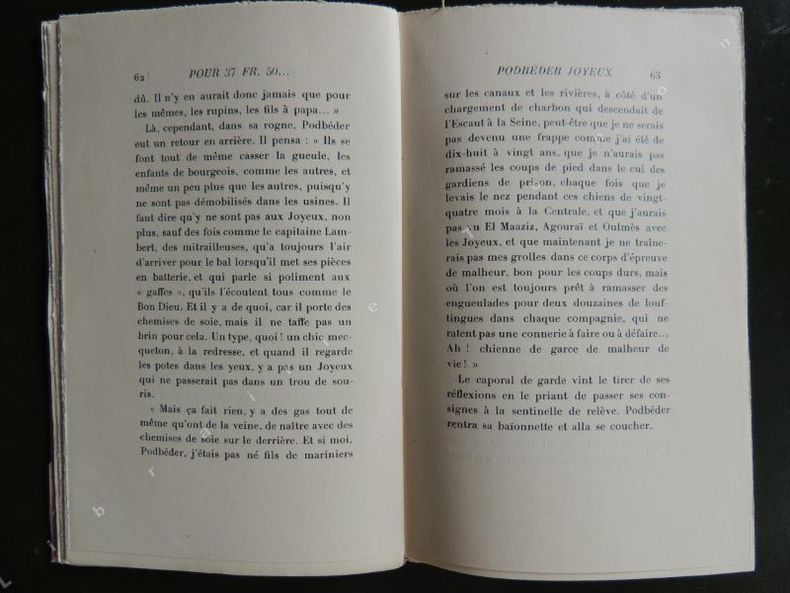 62 POUR 37 FR. 50...
dû. Il n'y en aurait donc jamais que pour
les mêmes, les rupins, les fils à papa... »
Là, cependant, dans sa rogne, Podbéder
eut un retour en arrière. Il pensa : « Ils se
font tout de même casser la gueule, les
enfants de bourgeois, comme les autres, et
même un peu plus que les autres, puisqu'y
ne sont pas démobilisés dans les usines. Il
faut dire qu'y ne sont pas aux Joyeux, non
plus, sauf des fois comme le capitaine Lam-
bert, des mitrailleuses, qu'a toujours l'air
d'arriver pour le bal lorsqu'il met ses pièces
en batterie, et qui parle si poliment aux
« gaffes », qu'ils l'écoutent tous comme le
Bon Dieu. Et il y a de quoi, car il porte des
chemises de soie, mais il ne taffe pas un
brin pour cela. Un type, quoi ! un chic mec-
queton, à la redresse, et quand il regarde
les potes dans les yeux, y a pas un Joyeux
qui ne passerait pas dans un trou de sou-
ris.
« Mais ça fait rien, y a des gas tout de
même qu'ont de la veine, de naître avec des
chemises de soie sur le derrière. Et si moi,
Podbéder, j'étais pas né fils de mariniers
PODBÉDER JOYEUX 63
sur les canaux et les rivières, à côté d'un
chargement de charbon qui descendait de
l'Escaut à la Seine, peut-être que je ne serais
pas devenu une frappe comme j'ai été de
dix-huit à vingt ans, que je n'aurais pas
ramassé les coups de pied dans le cul des
gardiens de prison, chaque fois que je
levais le nez pendant ces chiens de vingt-
quatre mois à la Centrale, et que j'aurais
pas vu El Maaziz, Agouraï et Oulmès avec
les Joyeux, et que maintenant je ne traîne-
rais pas mes grolles dans ce corps d'épreuve
de malheur, bon pour les coups durs, mais
où l'on est toujours prêt à ramasser des
engueulades pour deux douzaines de louf-
tingues dans chaque compagnie, qui ne
ratent pas une connerie à faire ou à défaire...
Ah ! chienne de garce de malheur de
vie ! »
Le caporal de garde vint le tirer de ses
réflexions en le priant de passer ses con-
signes à la sentinelle de relève. Podbéder
rentra sa baïonnette et alla se coucher.